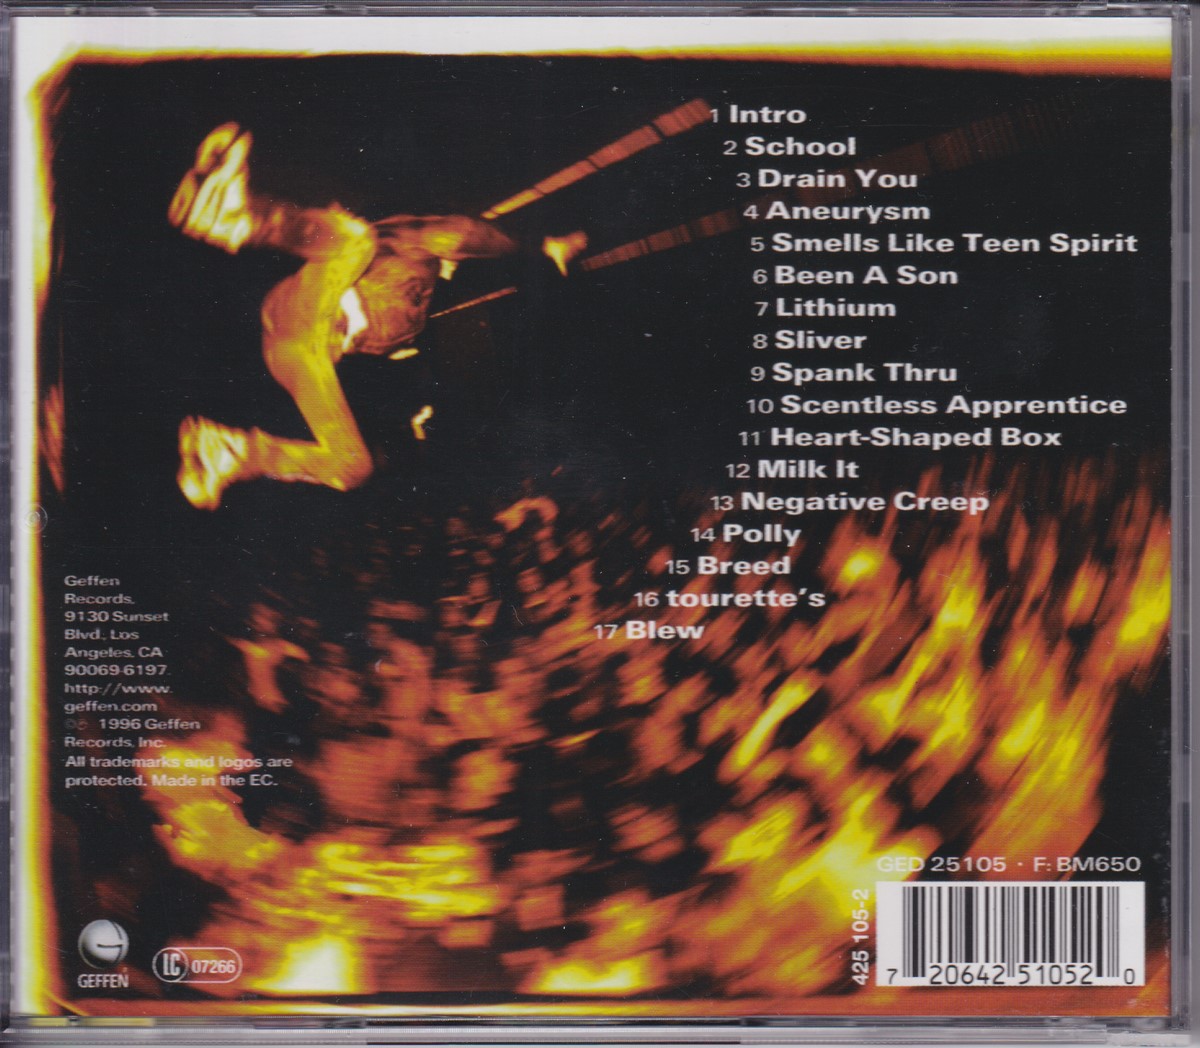 1 Intro
2 School
3 Drain You
4 Aneurysm
5 Smells Like Teen Spirit
6 Been A Son
7 Lithium
8 Sliver
9 Spank Thru
10 Scentless Apprentice
11 Heart-Shaped Box
12 Milk It
13 Negative Creep
14 Polly
15 Breed
16 tourette's
17 Blew
Geffen
Records,
9130 Sunset
Blvd., Los
Angeles, CA
90069-6197.
http://www.
geffen.com
℗© 1996 Geffen
Records, Inc.
All trademarks and logos are
protected. Made in the EC.
GEFFEN
LC 07266
GED 25105 · F: BM650
425 105-2
7 20642 51052 0